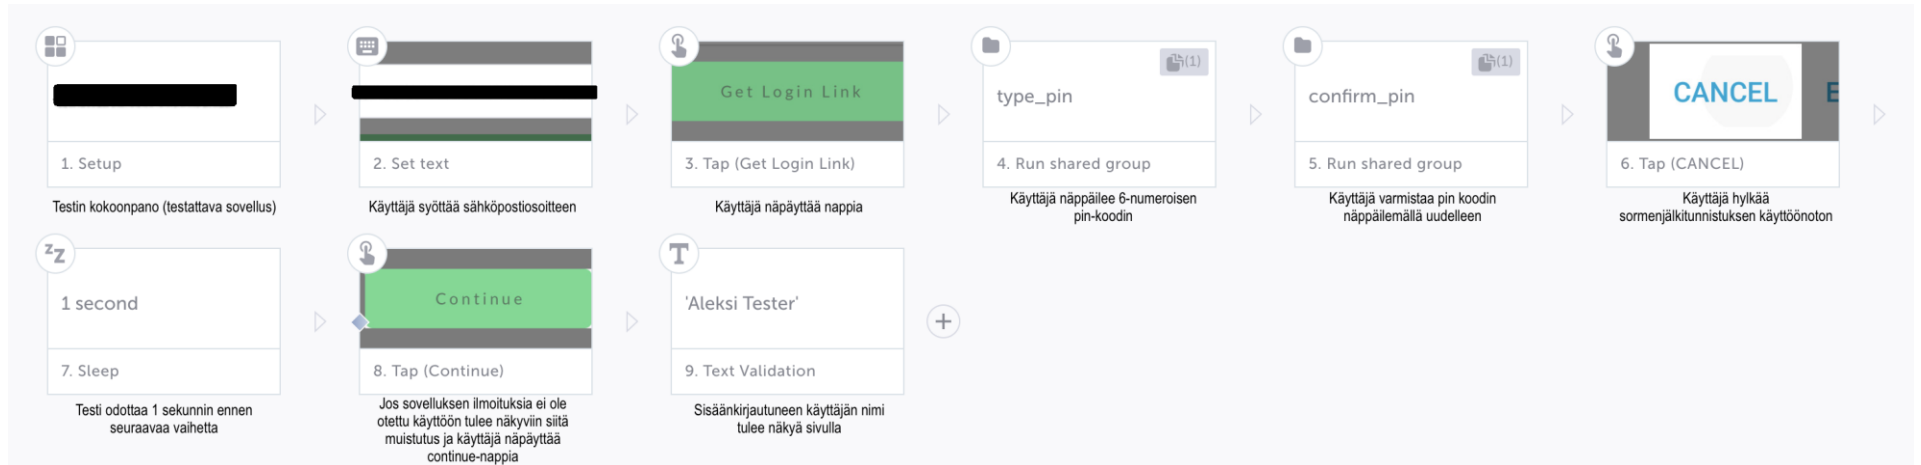 (1)
(1)
Get Login Link
type_pin
confirm_pin
CANCEL E
1. Setup
2. Set text
3. Tap (Get Login Link)
4. Run shared group
5. Run shared group
6. Tap (CANCEL)
Testin kokoonpano (testattava sovellus)
Käyttäjä syöttää sähköpostiosoitteen
Käyttäjä näpäyttää nappia
Käyttäjä näppäilee 6-numeroisen
pin-koodin
Käyttäjä varmistaa pin koodin
näppäilemällä uudelleen
Käyttäjä hylkää
sormenjälkitunnistuksen käyttöönoton
zZ
T
1 second
Continue
'Aleksi Tester'
7. Sleep
8. Tap (Continue)
9. Text Validation
Testi odottaa 1 sekunnin ennen
seuraavaa vaihetta
Jos sovelluksen ilmoituksia ei ole
otettu käyttöön tulee näkyviin siitä
muistutus ja käyttäjä näpäyttää
continue-nappia
Sisäänkirjautuneen käyttäjän nimi
tulee näkyä sivulla